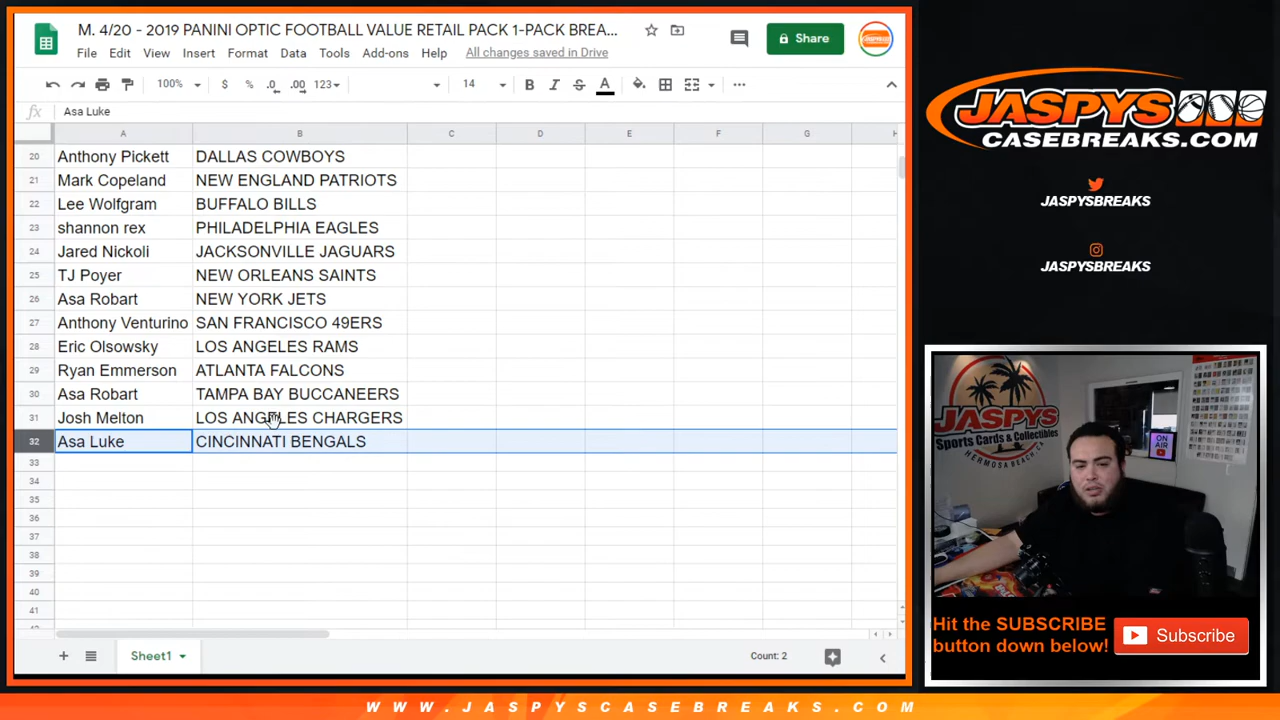 M. 4/20 - 2019 PANINI OPTIC FOOTBALL VALUE RETAIL PACK 1-PACK BREA...
File Edit View Insert Format Data Tools Add-ons Help All changes saved in Drive
Share
100% $ % .0 .00 123 14 B I S A
fx Asa Luke
A B C D E F G H
20 Anthony Pickett DALLAS COWBOYS
21 Mark Copeland NEW ENGLAND PATRIOTS
22 Lee Wolfgram BUFFALO BILLS
23 shannon rex PHILADELPHIA EAGLES
24 Jared Nickoli JACKSONVILLE JAGUARS
25 TJ Poyer NEW ORLEANS SAINTS
26 Asa Robart NEW YORK JETS
27 Anthony Venturino SAN FRANCISCO 49ERS
28 Eric Olsowsky LOS ANGELES RAMS
29 Ryan Emmerson ATLANTA FALCONS
30 Asa Robart TAMPA BAY BUCCANEERS
31 Josh Melton LOS ANGELES CHARGERS
32 Asa Luke CINCINNATI BENGALS
33
34
35
36
37
38
39
40
41
Sheet1
Count: 2
JASPYS
CASEBREAKS.COM
JASPYSBREAKS
JASPYSBREAKS
JASPYS
Sports Cards & Collectibles
HERMOSA BEACH, CA
ON AIR
Hit the SUBSCRIBE
button down below!
Subscribe
WWW.JASPYSCASEBREAKS.COM